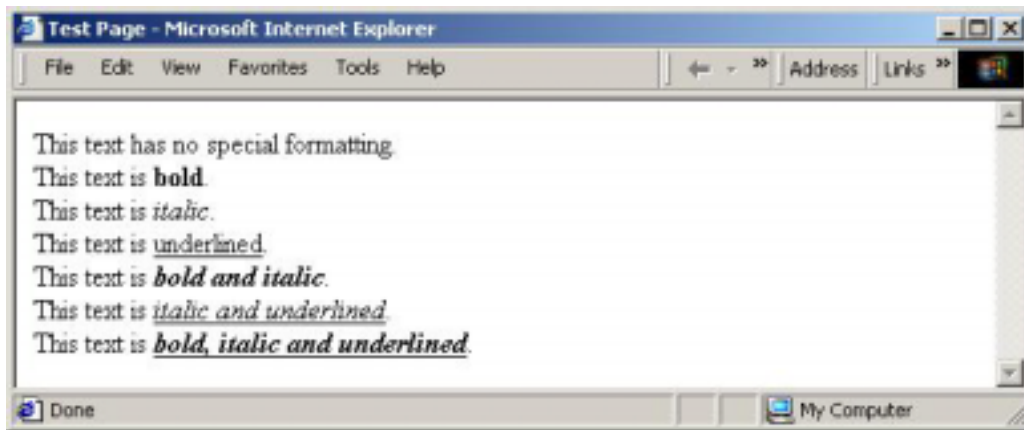 Test Page - Microsoft Internet Explorer
File Edit View Favorites Tools Help Address Links
This text has no special formatting.
This text is bold.
This text is italic.
This text is underlined.
This text is bold and italic.
This text is italic and underlined.
This text is bold, italic and underlined.
Done My Computer